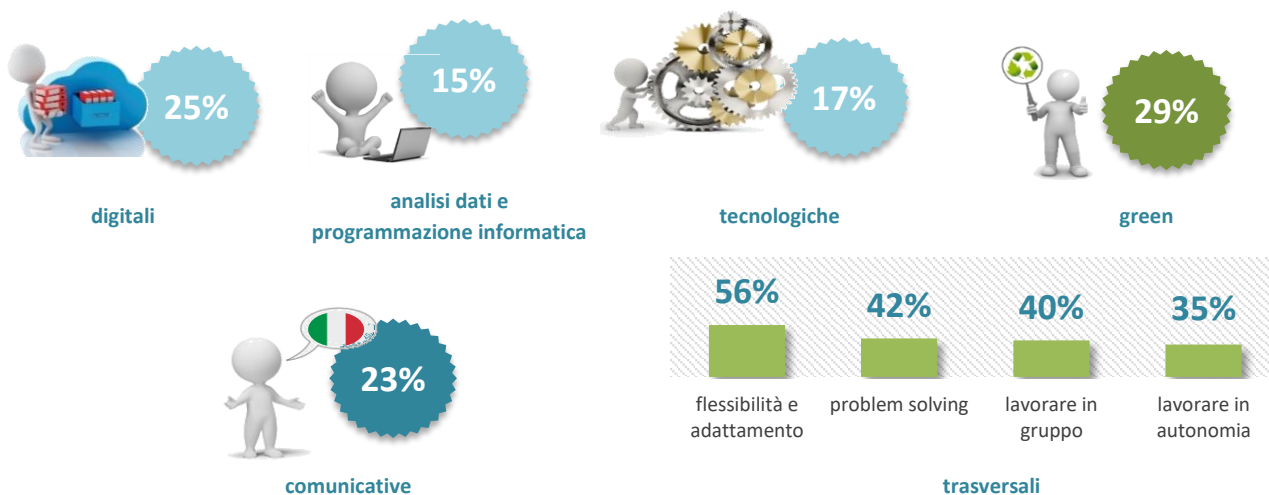 25%
15%
17%
29%
digitali
analisi dati e
programmazione informatica
tecnologiche
green
23%
comunicative
56%
42%
40%
35%
flessibilità e
adattamento
problem solving
lavorare in
gruppo
lavorare in
autonomia
trasversali